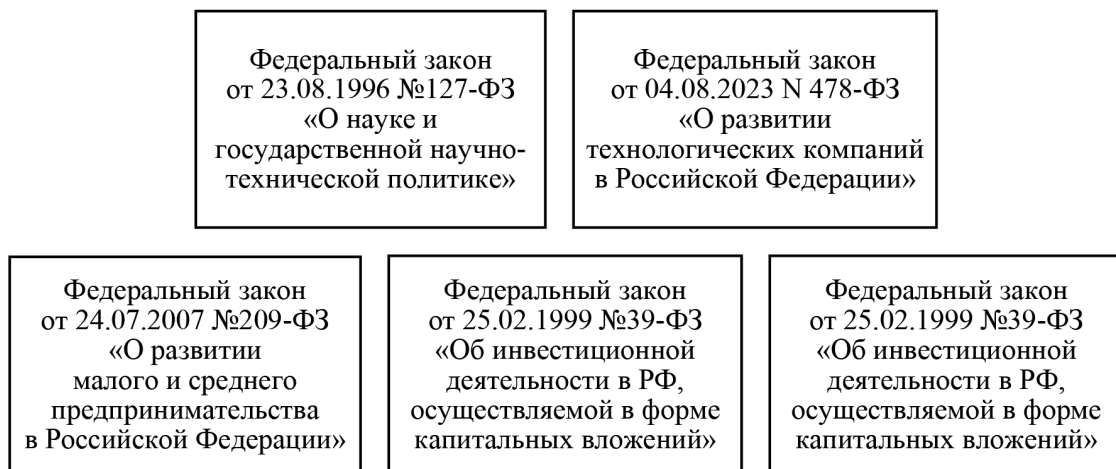 Федеральный закон
от 23.08.1996 №127-ФЗ
«О науке и
государственной научно-
технической политике»
Федеральный закон
от 04.08.2023 N 478-ФЗ
«О развитии
технологических компаний
в Российской Федерации»
Федеральный закон
от 24.07.2007 №209-ФЗ
«О развитии
малого и среднего
предпринимательства
в Российской Федерации»
Федеральный закон
от 25.02.1999 №39-ФЗ
«Об инвестиционной
деятельности в РФ,
осуществляемой в форме
капитальных вложений»
Федеральный закон
от 25.02.1999 №39-ФЗ
«Об инвестиционной
деятельности в РФ,
осуществляемой в форме
капитальных вложений»